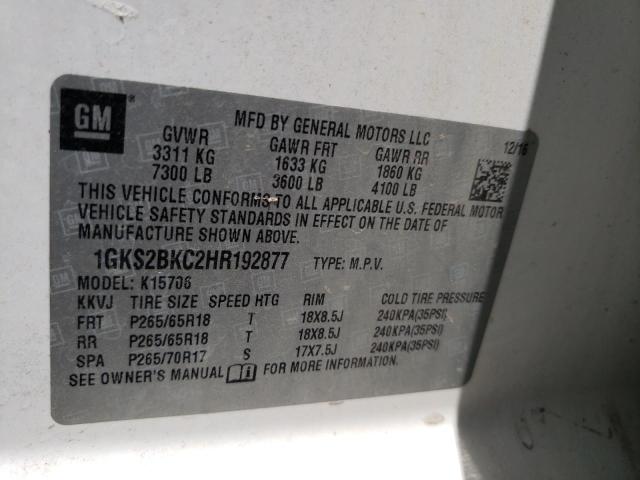 GM ®
MFD BY GENERAL MOTORS LLC
12/16
GVWR GAWR FRT GAWR RR
3311 KG 1633 KG 1860 KG
7300 LB 3600 LB 4100 LB
THIS VEHICLE CONFORMS TO ALL APPLICABLE U.S. FEDERAL MOTOR
VEHICLE SAFETY STANDARDS IN EFFECT ON THE DATE OF
MANUFACTURE SHOWN ABOVE.
1GKS2BKC2HR192877 TYPE: M.P.V.
MODEL: K15706
KKVJ TIRE SIZE SPEED HTG RIM COLD TIRE PRESSURE
FRT P265/65R18 T 18X8.5J 240KPA(35PSI)
RR P265/65R18 T 18X8.5J 240KPA(35PSI)
SPA P265/70R17 S 17X7.5J 240KPA(35PSI)
SEE OWNER'S MANUAL FOR MORE INFORMATION.